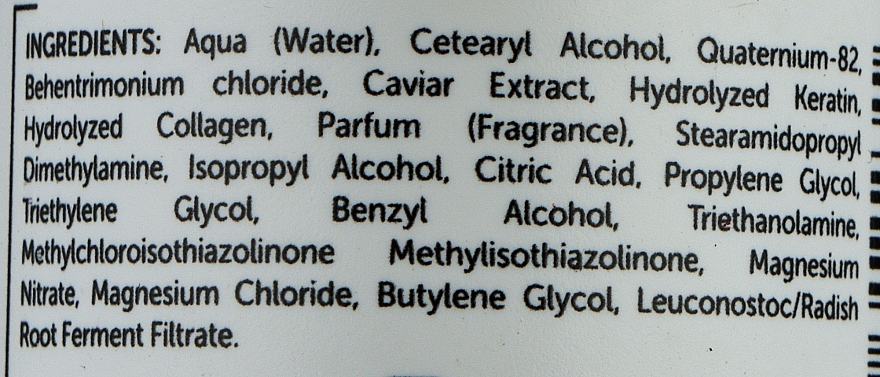 INGREDIENTS: Aqua (Water), Cetearyl Alcohol, Quaternium-82,
Behentrimonium chloride, Caviar Extract, Hydrolyzed Keratin,
Hydrolyzed Collagen, Parfum (Fragrance), Stearamidopropyl
Dimethylamine, Isopropyl Alcohol, Citric Acid, Propylene Glycol,
Triethylene Glycol, Benzyl Alcohol, Triethanolamine,
Methylchloroisothiazolinone Methylisothiazolinone, Magnesium
Nitrate, Magnesium Chloride, Butylene Glycol, Leuconostoc/Radish
Root Ferment Filtrate.